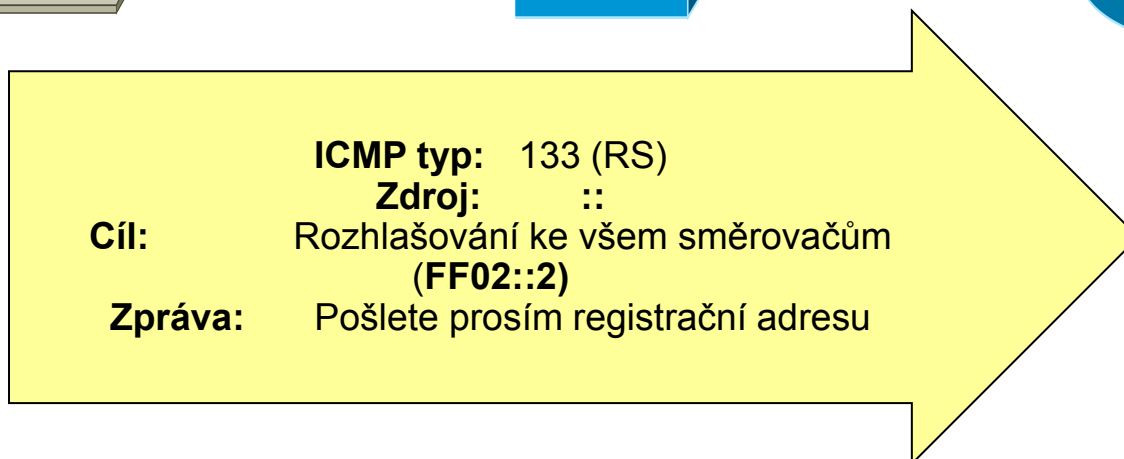 ICMP typ: 133 (RS)
Zdroj: ::
Cíl: Rozhlašování ke všem směrovačům
(FF02::2)
Zpráva: Pošlete prosím registrační adresu